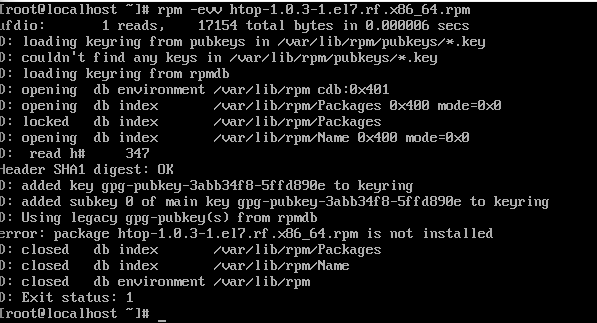 [root@localhost ~]# rpm -evv htop-1.0.3-1.el7.rf.x86_64.rpm
ufdio:      1 reads,    17154 total bytes in 0.000006 secs
D: loading keyring from pubkeys in /var/lib/rpm/pubkeys/*.key
D: couldn't find any keys in /var/lib/rpm/pubkeys/*.key
D: loading keyring from rpmdb
D: opening  db environment /var/lib/rpm cdb:0x401
D: opening  db index       /var/lib/rpm/Packages 0x400 mode=0x0
D: locked   db index       /var/lib/rpm/Packages
D: opening  db index       /var/lib/rpm/Name 0x400 mode=0x0
D:  read h#     347
Header SHA1 digest: OK
D: added key gpg-pubkey-3abb34f8-5ffd890e to keyring
D: added subkey 0 of main key gpg-pubkey-3abb34f8-5ffd890e to keyring
D: Using legacy gpg-pubkey(s) from rpmdb
error: package htop-1.0.3-1.el7.rf.x86_64.rpm is not installed
D: closed   db index       /var/lib/rpm/Packages
D: closed   db index       /var/lib/rpm/Name
D: closed   db environment /var/lib/rpm
D: Exit status: 1
[root@localhost ~]# _